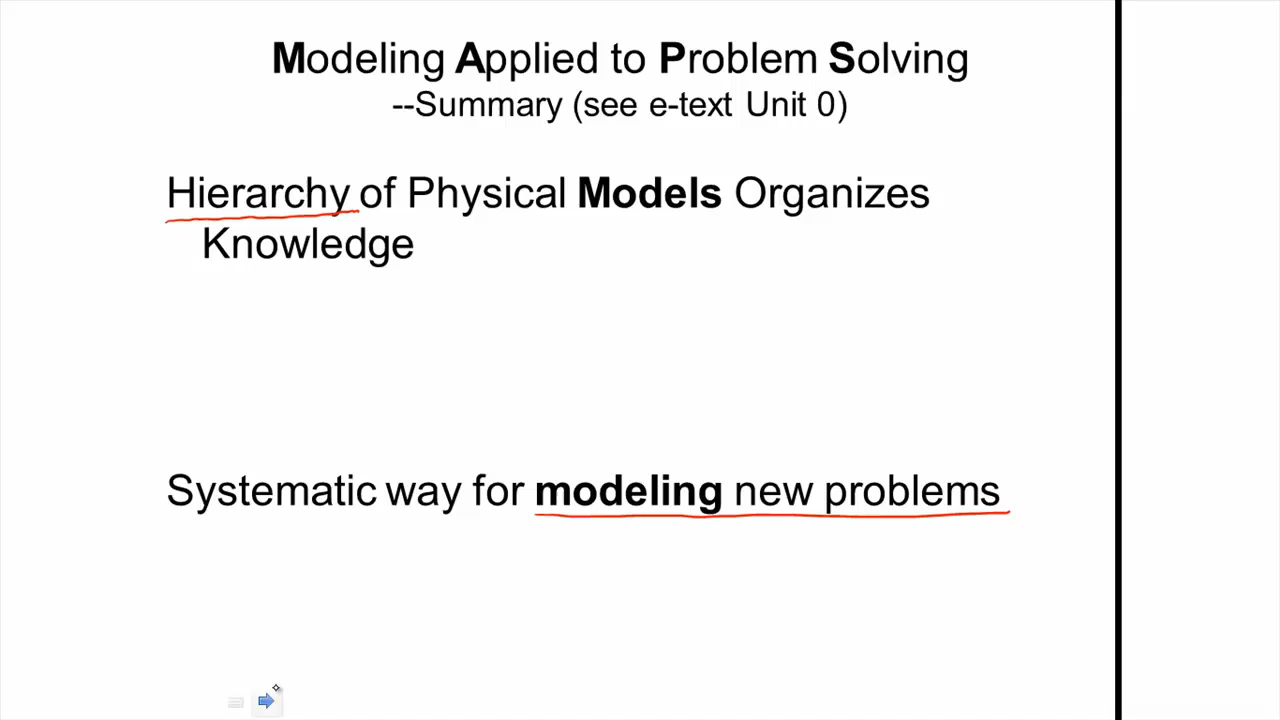 Modeling Applied to Problem Solving
--Summary (see e-text Unit 0)
Hierarchy of Physical Models Organizes
Knowledge
Systematic way for modeling new problems